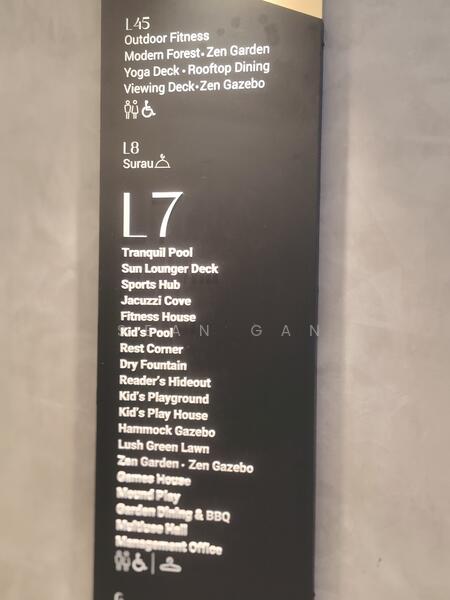 L45
Outdoor Fitness
Modern Forest • Zen Garden
Yoga Deck • Rooftop Dining
Viewing Deck • Zen Gazebo
L8
Surau
L7
Tranquil Pool
Sun Lounger Deck
Sports Hub
Jacuzzi Cove
Fitness House
SEAN GAN
Kid's Pool
Rest Corner
Dry Fountain
Reader's Hideout
Kid's Playground
Kid's Play House
Hammock Gazebo
Lush Green Lawn
Zen Garden • Zen Gazebo
Games House
Mound Play
Garden Dining & BBQ
Multiuse Hall
Management Office